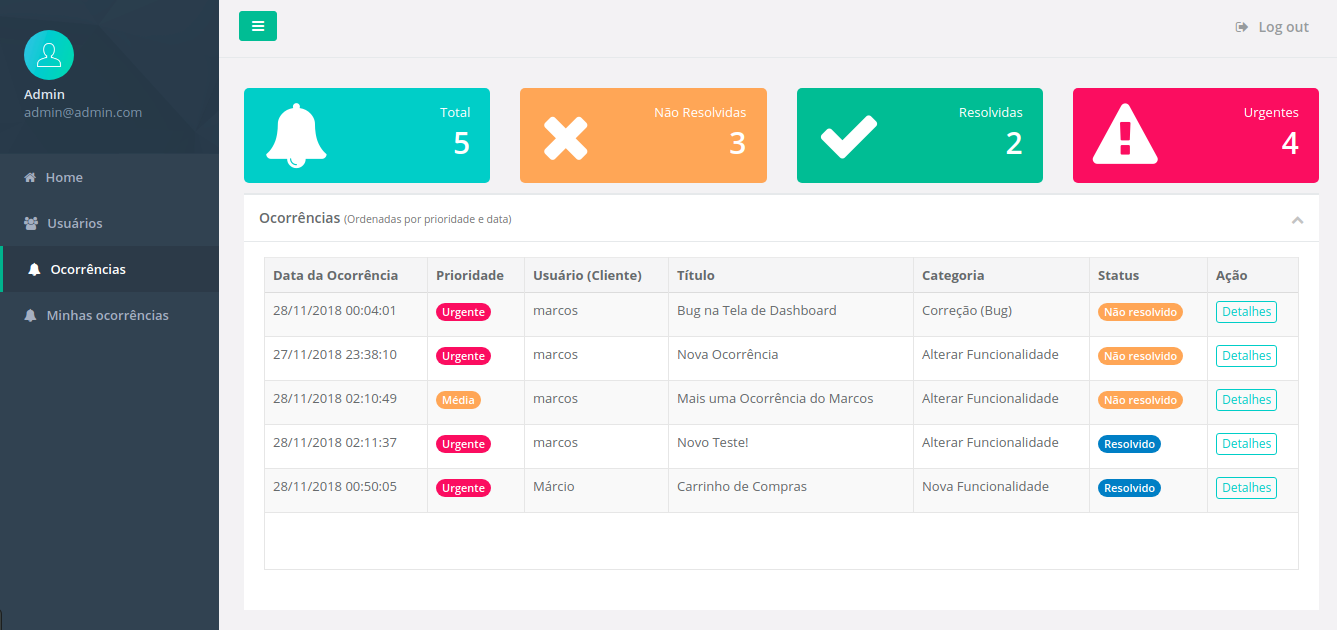 Log out
Admin
admin@admin.com
Home
Usuários
Ocorrências
Minhas ocorrências
Total
5
Não Resolvidas
3
Resolvidas
2
Urgentes
4
Ocorrências (Ordenadas por prioridade e data)
Data da Ocorrência Prioridade Usuário (Cliente) Título Categoria Status Ação
28/11/2018 00:04:01 Urgente marcos Bug na Tela de Dashboard Correção (Bug) Não resolvido Detalhes
27/11/2018 23:38:10 Urgente marcos Nova Ocorrência Alterar Funcionalidade Não resolvido Detalhes
28/11/2018 02:10:49 Média marcos Mais uma Ocorrência do Marcos Alterar Funcionalidade Não resolvido Detalhes
28/11/2018 02:11:37 Urgente marcos Novo Teste! Alterar Funcionalidade Resolvido Detalhes
28/11/2018 00:50:05 Urgente Márcio Carrinho de Compras Nova Funcionalidade Resolvido Detalhes